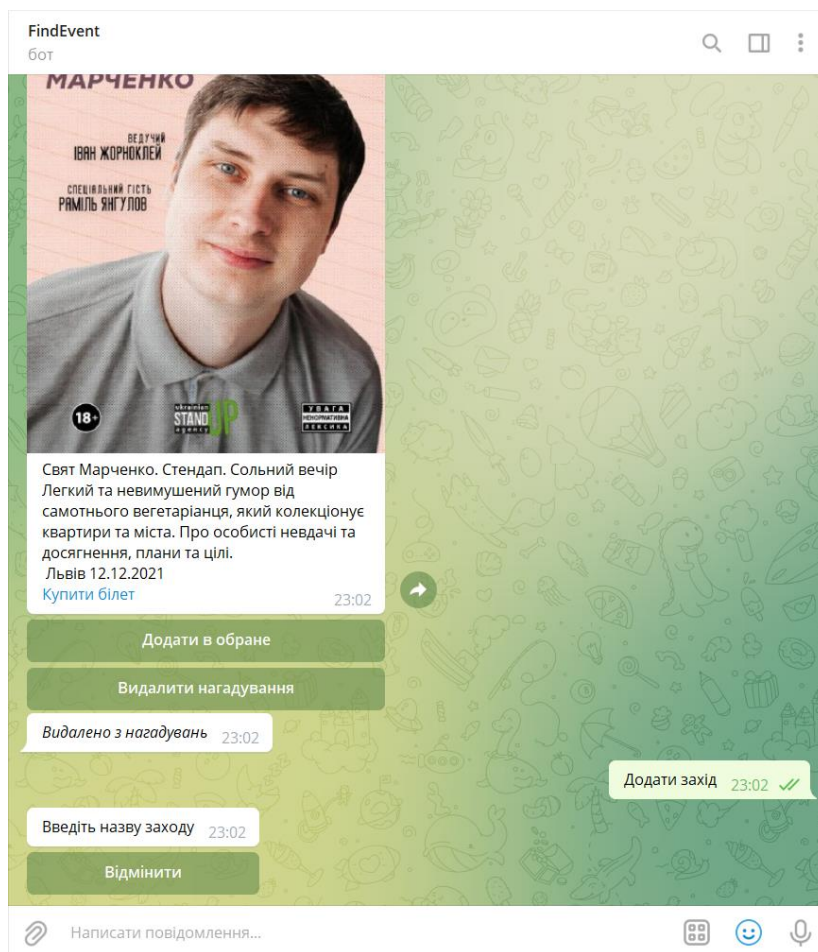 FindEvent
бот
МАРЧЕНКО
ВЕДУЧИЙ
ІВАН ЖОРНОКЛЕЙ
СПЕЦІАЛЬНИЙ ГІСТЬ
РАМІЛЬ ЯНГУЛОВ
18+
ukrainian
STAND UP
agency
УВАГА
НЕНОРМАТИВНА
ЛЕКСИКА
Свят Марченко. Стендап. Сольний вечір
Легкий та невимушений гумор від
самотнього вегетаріанця, який колекціонує
квартири та міста. Про особисті невдачі та
досягнення, плани та цілі.
Львів 12.12.2021
Купити білет 23:02
Додати в обране
Видалити нагадування
Видалено з нагадувань 23:02
Додати захід 23:02
Введіть назву заходу 23:02
Відмінити
Написати повідомлення...